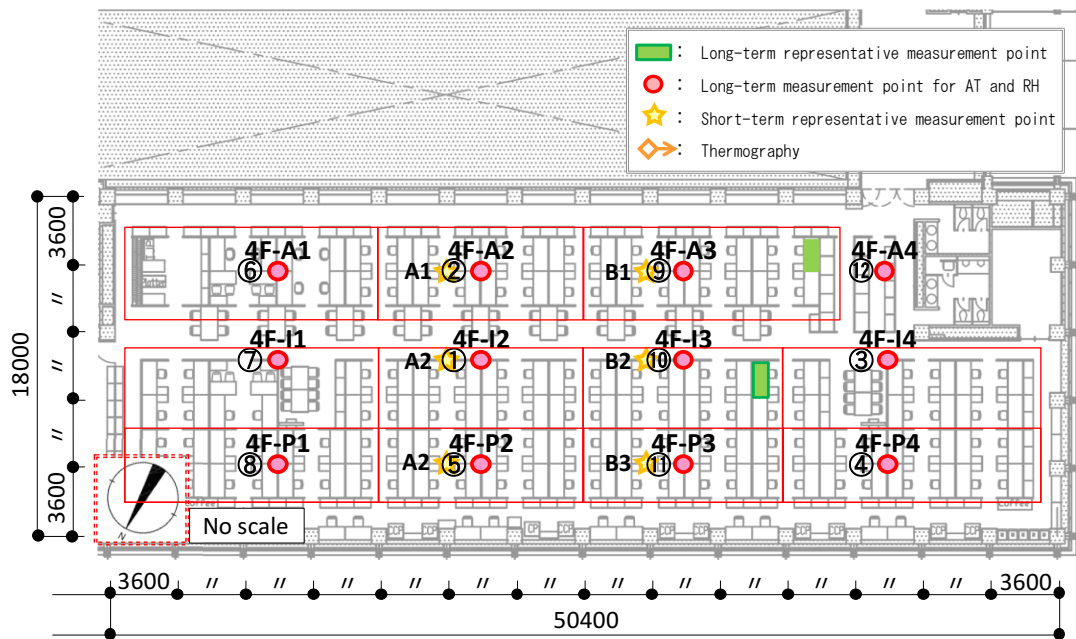 : Long-term representative measurement point
: Long-term measurement point for AT and RH
: Short-term representative measurement point
: Thermography
3600
〃
18000
〃
3600
4F-A1
⑥
A1
4F-A2
②
B1
4F-A3
⑨
4F-A4
⑫
4F-I1
⑦
A2
4F-I2
①
B2
4F-I3
⑩
4F-I4
③
4F-P1
⑧
A2
4F-P2
⑤
B3
4F-P3
⑪
4F-P4
④
N
No scale
Coffee
3600 〃 〃 〃 〃 〃 〃 〃 〃 〃 〃 〃 〃 3600
50400